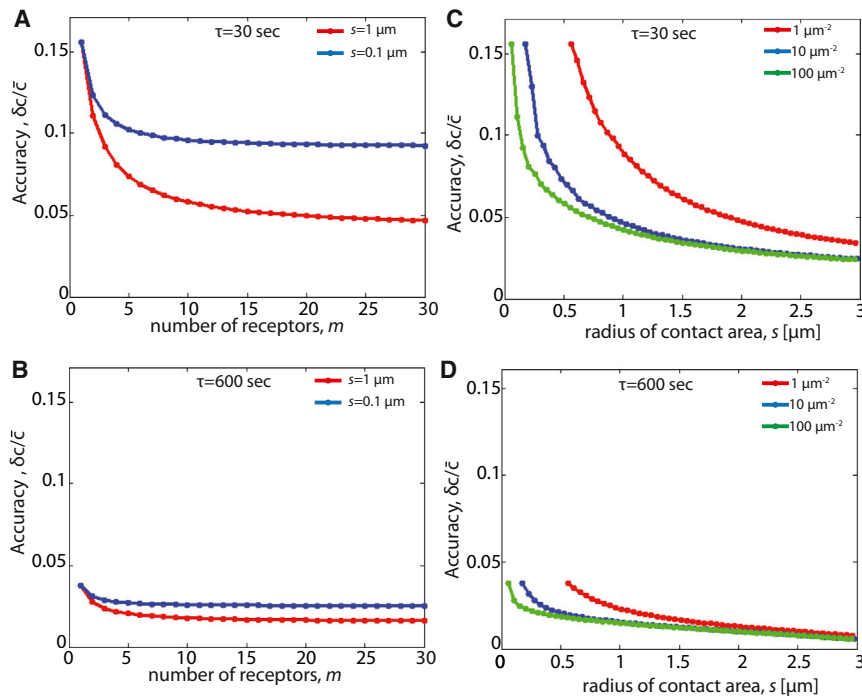 A
τ=30 sec
s=1 μm
s=0.1 μm
0.15
0.1
0.05
0
Accuracy , δc/c̄
0 5 10 15 20 25 30
number of receptors, m
B
τ=600 sec
s=1 μm
s=0.1 μm
0.15
0.1
0.05
0
Accuracy , δc/c̄
0 5 10 15 20 25 30
number of receptors, m
C
τ=30 sec
1 μm⁻²
10 μm⁻²
100 μm⁻²
0.15
0.1
0.05
0
Accuracy, δc/c̄
0 0.5 1 1.5 2 2.5 3
radius of contact area, s [μm]
D
τ=600 sec
1 μm⁻²
10 μm⁻²
100 μm⁻²
0.15
0.1
0.05
0
Accuracy, δc/c̄
0 0.5 1 1.5 2 2.5 3
radius of contact area, s [μm]